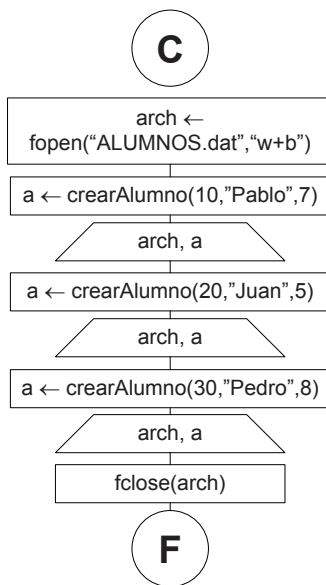 C
arch ←
fopen(“ALUMNOS.dat”,“w+b”)
a ← crearAlumno(10,”Pablo”,7)
arch, a
a ← crearAlumno(20,”Juan”,5)
arch, a
a ← crearAlumno(30,”Pedro”,8)
arch, a
fclose(arch)
F